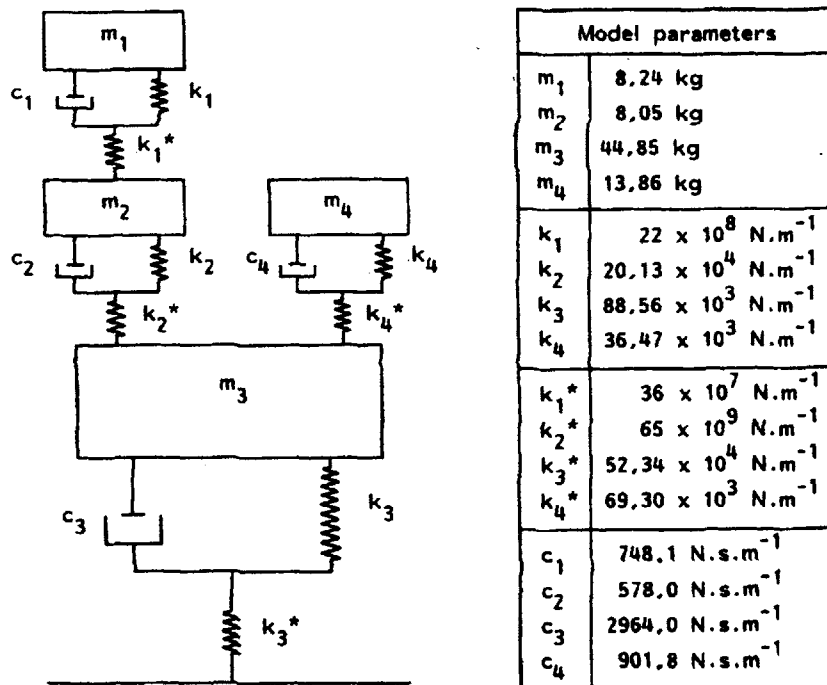 m1
c1
k1
k1*
m2
m4
c2
k2
c4
k4
k2*
k4*
m3
c3
k3
k3*
Model parameters
m1 8,24 kg
m2 8,05 kg
m3 44,85 kg
m4 13,86 kg
k1 22 x 10^8 N.m^-1
k2 20,13 x 10^4 N.m^-1
k3 88,56 x 10^3 N.m^-1
k4 36,47 x 10^3 N.m^-1
k1* 36 x 10^7 N.m^-1
k2* 65 x 10^9 N.m^-1
k3* 52,34 x 10^4 N.m^-1
k4* 69,30 x 10^3 N.m^-1
c1 748,1 N.s.m^-1
c2 578,0 N.s.m^-1
c3 2964,0 N.s.m^-1
c4 901,8 N.s.m^-1